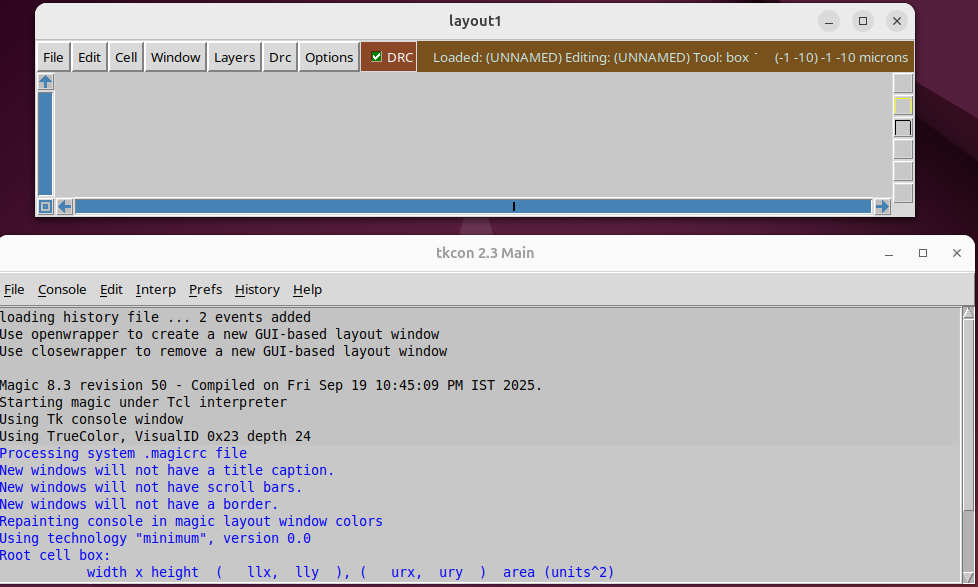 layout1
File Edit Cell Window Layers Drc Options DRC Loaded: (UNNAMED) Editing: (UNNAMED) Tool: box (-1 -10) -1 -10 microns
tkcon 2.3 Main
File Console Edit Interp Prefs History Help
loading history file ... 2 events added
Use openwrapper to create a new GUI-based layout window
Use closewrapper to remove a new GUI-based layout window
Magic 8.3 revision 50 - Compiled on Fri Sep 19 10:45:09 PM IST 2025.
Starting magic under Tcl interpreter
Using Tk console window
Using TrueColor, VisualID 0x23 depth 24
Processing system .magicrc file
New windows will not have a title caption.
New windows will not have scroll bars.
New windows will not have a border.
Repainting console in magic layout window colors
Using technology "minimum", version 0.0
Root cell box:
width x height ( llx, lly ), ( urx, ury ) area (units^2)